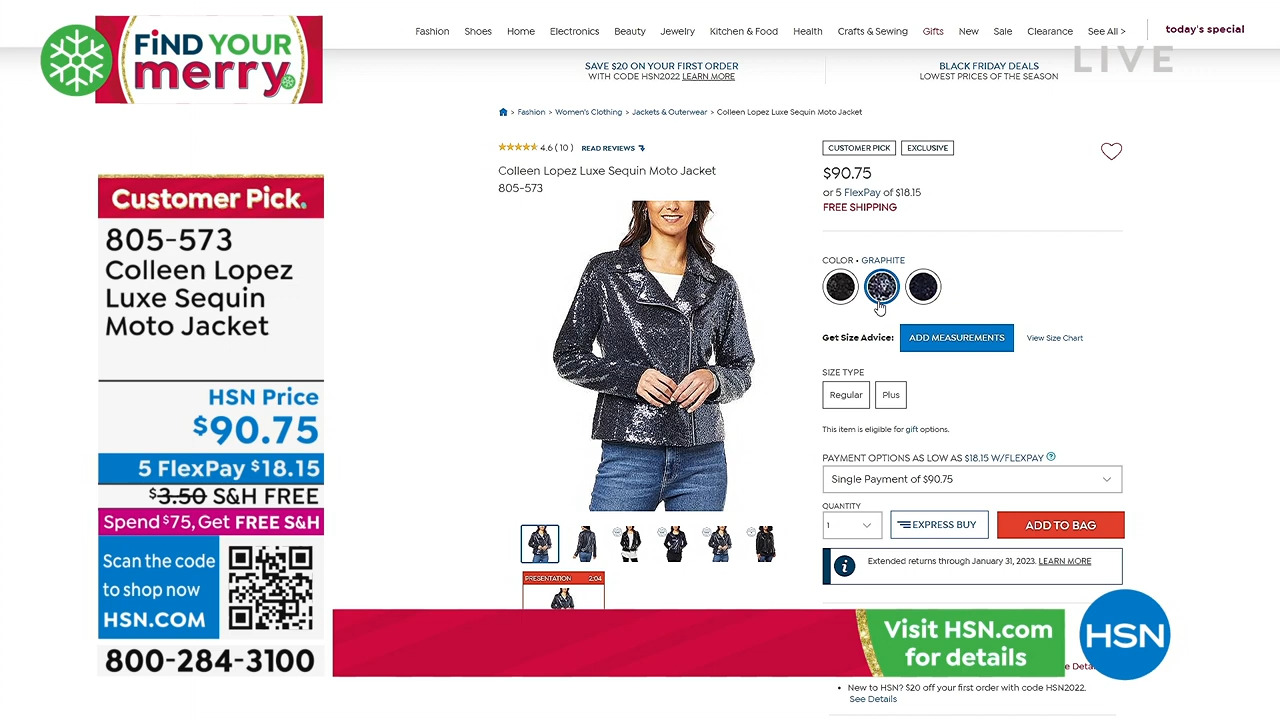 FiND YOUR
merry
Fashion Shoes Home Electronics Beauty Jewelry Kitchen & Food Health Crafts & Sewing Gifts New Sale Clearance See All > today's special
LIVE
SAVE $20 ON YOUR FIRST ORDER
WITH CODE HSN2022 LEARN MORE
BLACK FRIDAY DEALS
LOWEST PRICES OF THE SEASON
> Fashion > Women's Clothing > Jackets & Outerwear > Colleen Lopez Luxe Sequin Moto Jacket
4.6 ( 10 ) READ REVIEWS
Colleen Lopez Luxe Sequin Moto Jacket
805-573
CUSTOMER PICK EXCLUSIVE
$90.75
or 5 FlexPay of $18.15
FREE SHIPPING
COLOR • GRAPHITE
Get Size Advice: ADD MEASUREMENTS View Size Chart
SIZE TYPE
Regular Plus
This item is eligible for gift options.
PAYMENT OPTIONS AS LOW AS $18.15 W/FLEXPAY ?
Single Payment of $90.75
QUANTITY
1 EXPRESS BUY ADD TO BAG
i Extended returns through January 31, 2023. LEARN MORE
PRESENTATION 2:04
Customer Pick.
805-573
Colleen Lopez
Luxe Sequin
Moto Jacket
HSN Price
$90.75
5 FlexPay $18.15
$3.50 S&H FREE
Spend $75, Get FREE S&H
Scan the code
to shop now
HSN.COM
800-284-3100
Visit HSN.com
for details
HSN
• New to HSN? $20 off your first order with code HSN2022.
See Details